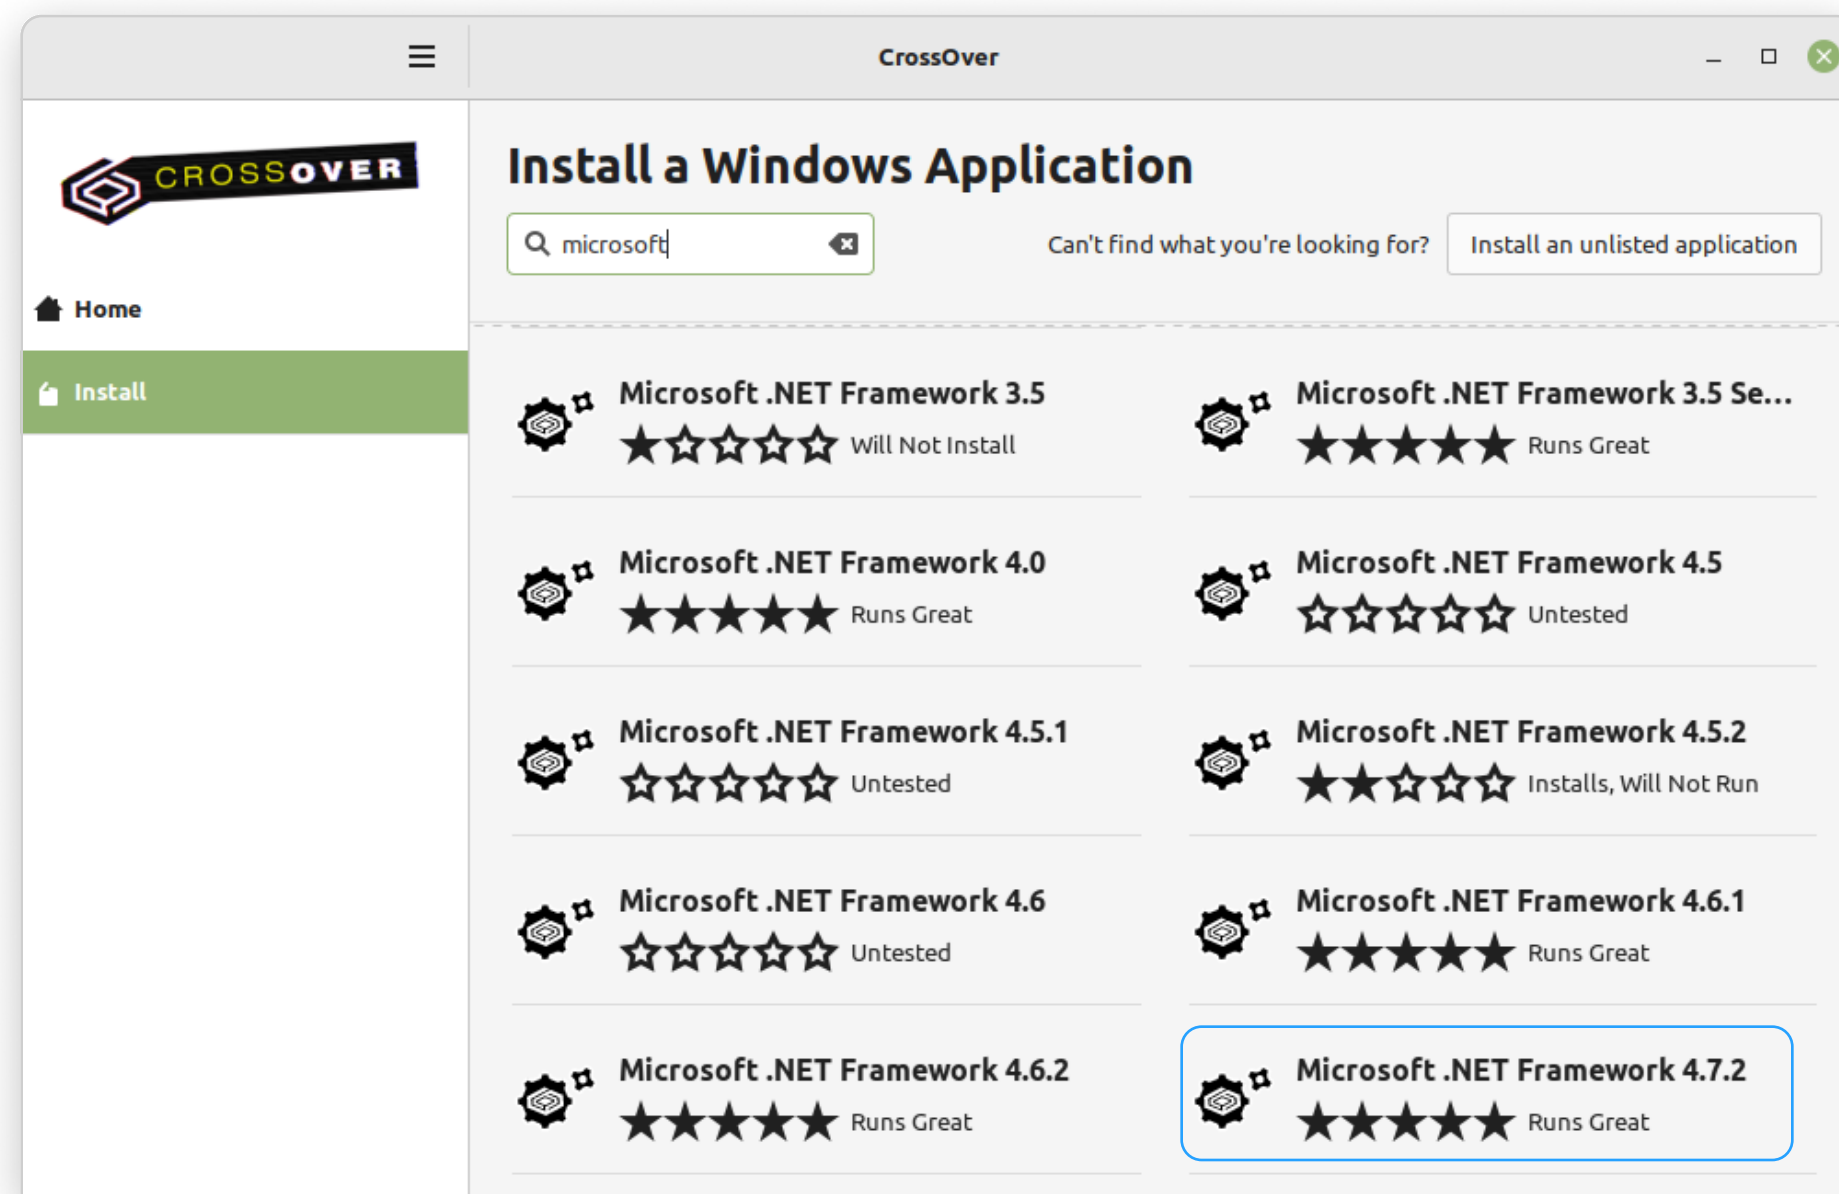 CrossOver
CROSSOVER
Home
Install
Install a Windows Application
microsoft
Can't find what you're looking for?
Install an unlisted application
Microsoft .NET Framework 3.5
Will Not Install
Microsoft .NET Framework 3.5 Se...
Runs Great
Microsoft .NET Framework 4.0
Runs Great
Microsoft .NET Framework 4.5
Untested
Microsoft .NET Framework 4.5.1
Untested
Microsoft .NET Framework 4.5.2
Installs, Will Not Run
Microsoft .NET Framework 4.6
Untested
Microsoft .NET Framework 4.6.1
Runs Great
Microsoft .NET Framework 4.6.2
Runs Great
Microsoft .NET Framework 4.7.2
Runs Great